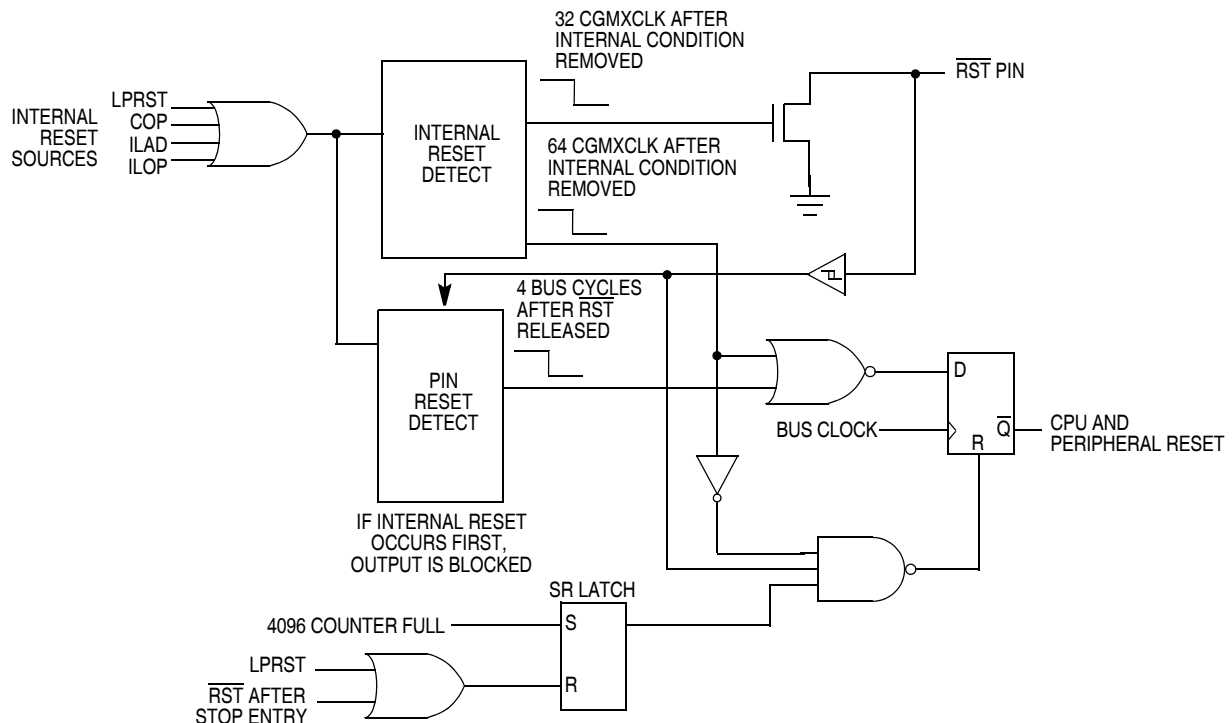 32 CGMXCLK AFTER
INTERNAL CONDITION
REMOVED
RST PIN
INTERNAL
RESET
SOURCES
LPRST
COP
ILAD
ILOP
INTERNAL
RESET
DETECT
64 CGMXCLK AFTER
INTERNAL CONDITION
REMOVED
4 BUS CYCLES
AFTER RST
RELEASED
PIN
RESET
DETECT
IF INTERNAL RESET
OCCURS FIRST,
OUTPUT IS BLOCKED
BUS CLOCK
D
Q
R
CPU AND
PERIPHERAL RESET
SR LATCH
4096 COUNTER FULL
S
R
LPRST
RST AFTER
STOP ENTRY